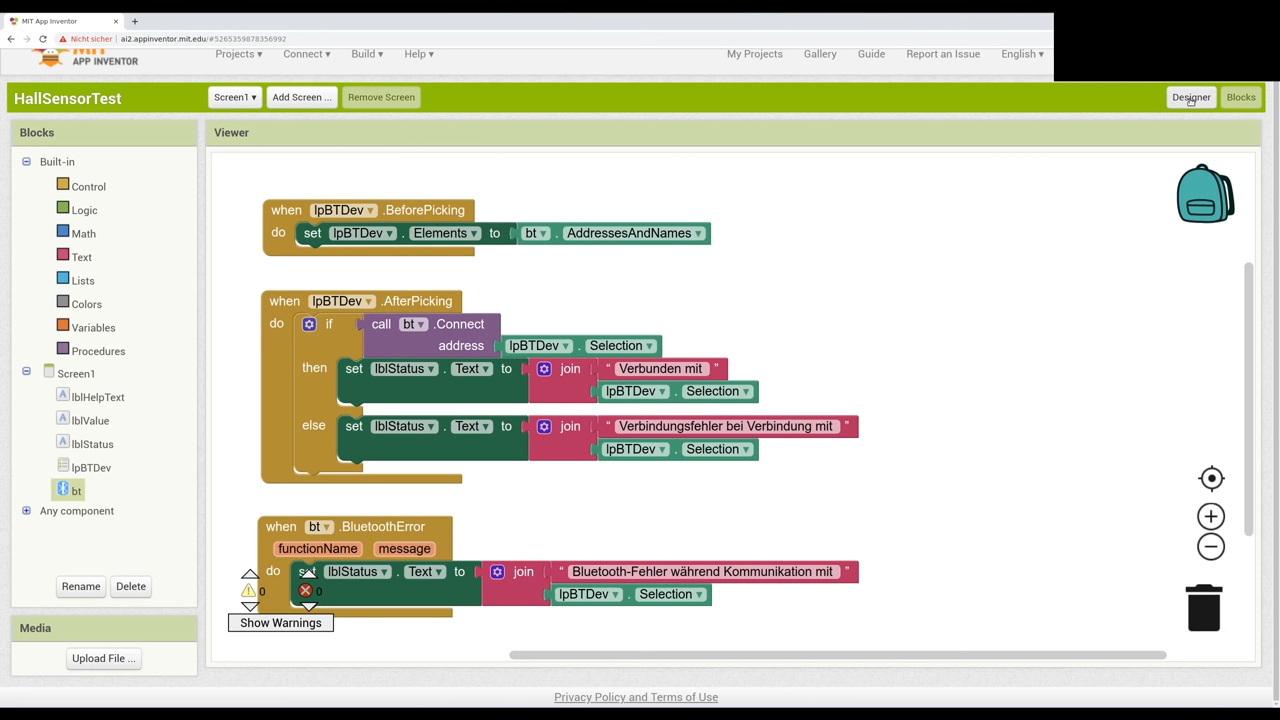 MIT App Inventor
Nicht sicher
ai2.appinventor.mit.edu/#5265359878356992
MIT
APP INVENTOR
Projects ▾
Connect ▾
Build ▾
Help ▾
My Projects
Gallery
Guide
Report an Issue
English ▾
HallSensorTest
Screen1 ▾
Add Screen ...
Remove Screen
Designer
Blocks
Blocks
Built-in
Control
Logic
Math
Text
Lists
Colors
Variables
Procedures
Screen1
lblHelpText
lblValue
lblStatus
lpBTDev
bt
Any component
Rename
Delete
Media
Upload File ...
Viewer
when lpBTDev ▾ .BeforePicking
do set lpBTDev ▾ . Elements ▾ to bt ▾ . AddressesAndNames ▾
when lpBTDev ▾ .AfterPicking
do if call bt ▾ .Connect
address lpBTDev ▾ . Selection ▾
then set lblStatus ▾ . Text ▾ to join “ Verbunden mit ”
lpBTDev ▾ . Selection ▾
else set lblStatus ▾ . Text ▾ to join “ Verbindungsfehler bei Verbindung mit ”
lpBTDev ▾ . Selection ▾
when bt ▾ .BluetoothError
functionName message
do set lblStatus ▾ . Text ▾ to join “ Bluetooth-Fehler während Kommunikation mit ”
lpBTDev ▾ . Selection ▾
0 0
Show Warnings
Privacy Policy and Terms of Use